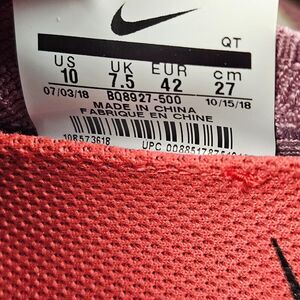 QT
US UK EUR cm
10 7.5 42 27
07/03/18 BQ8927-500 10/15/18
MADE IN CHINA
FABRIQUE EN CHINE
UPC